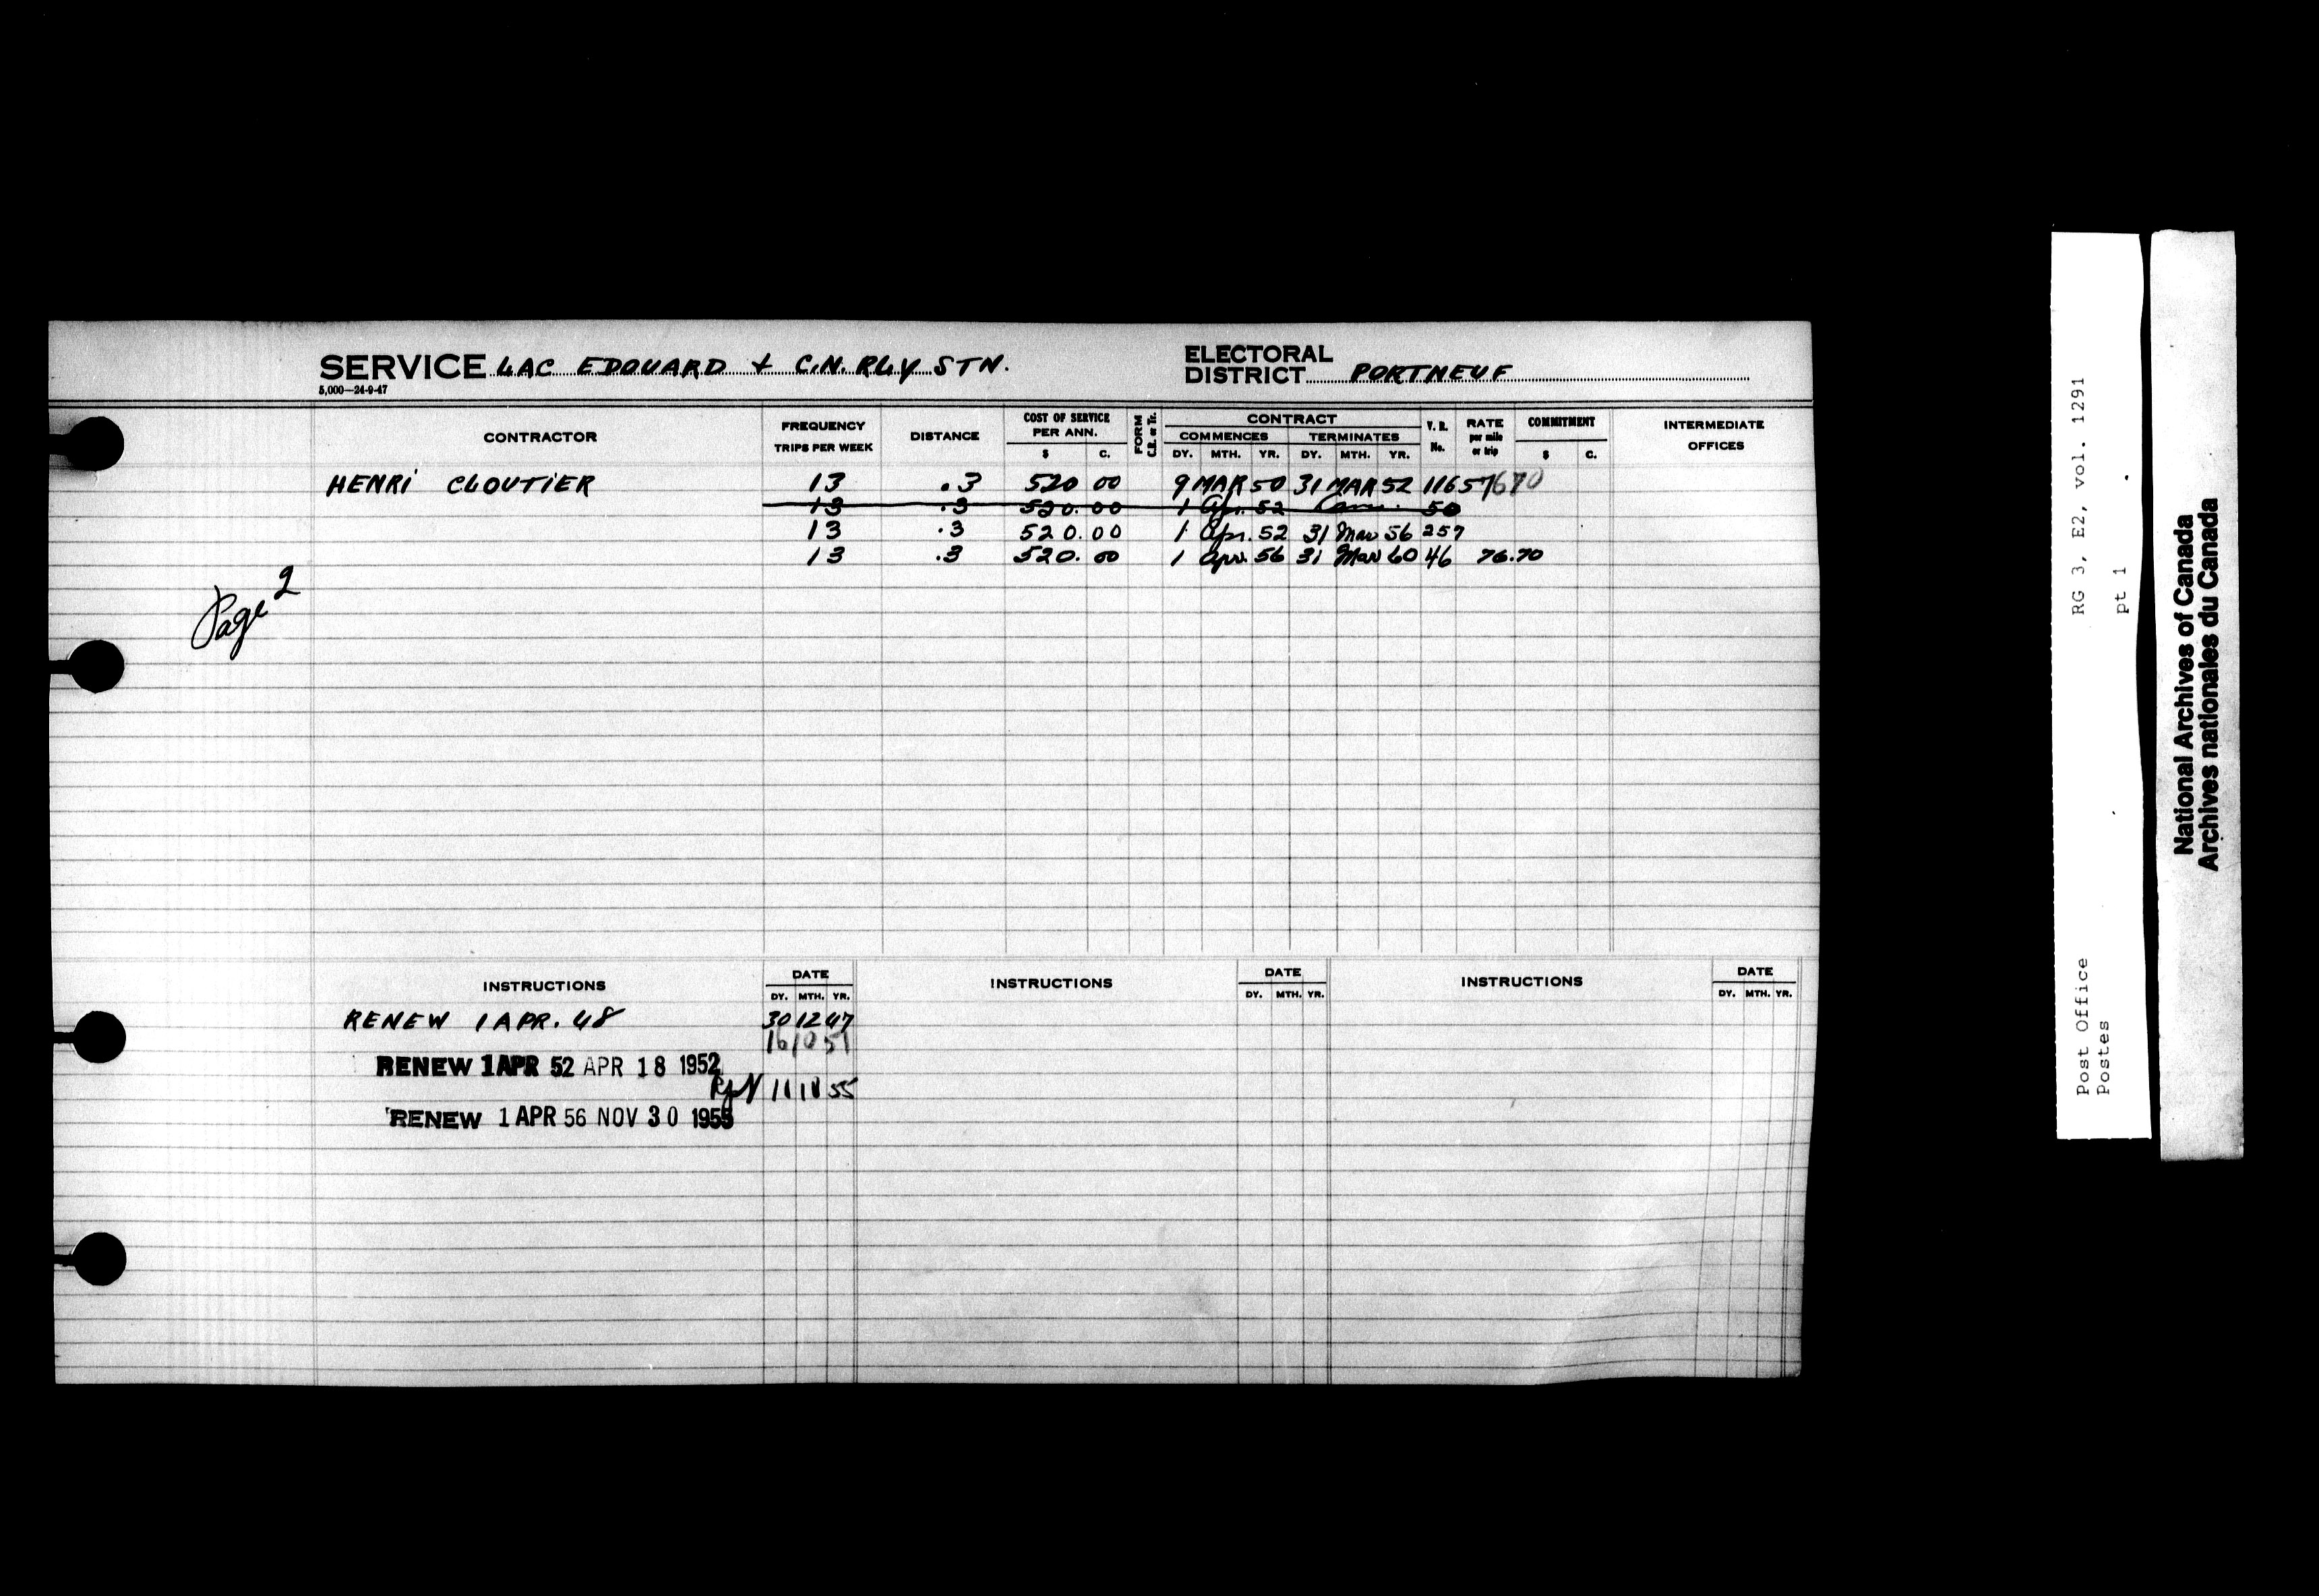 SERVICE LAC EDOUARD & C.N. RLY STN. ELECTORAL DISTRICT PORTNEUF
5,000—24-9-47
CONTRACTOR FREQUENCY TRIPS PER WEEK DISTANCE COST OF SERVICE PER ANN. $ C. FORM C.R. or Tr. CONTRACT COMMENCES DY. MTH. YR. TERMINATES DY. MTH. YR. V. R. No. RATE per mile or trip COMMITMENT $ C. INTERMEDIATE OFFICES
HENRI CLOUTIER 13 .3 520 00 9 MAR 50 31 MAR 52 1165 7670
13 .3 520.00 1 Apr. 52 50
13 .3 520.00 1 Apr. 52 31 Mar 56 257
13 .3 520.00 1 Apr. 56 31 Mar 60 46 76.70
Page 2
INSTRUCTIONS DATE DY. MTH. YR. INSTRUCTIONS DATE DY. MTH. YR. INSTRUCTIONS DATE DY. MTH. YR.
RENEW 1 APR. 48 30 12 47
16 10 51
RENEW 1 APR 52 APR 18 1952
11 11 55
RENEW 1 APR 56 NOV 30 1955
RG 3, E2, vol. 1291
pt 1
Post Office
Postes
National Archives of Canada
Archives nationales du Canada